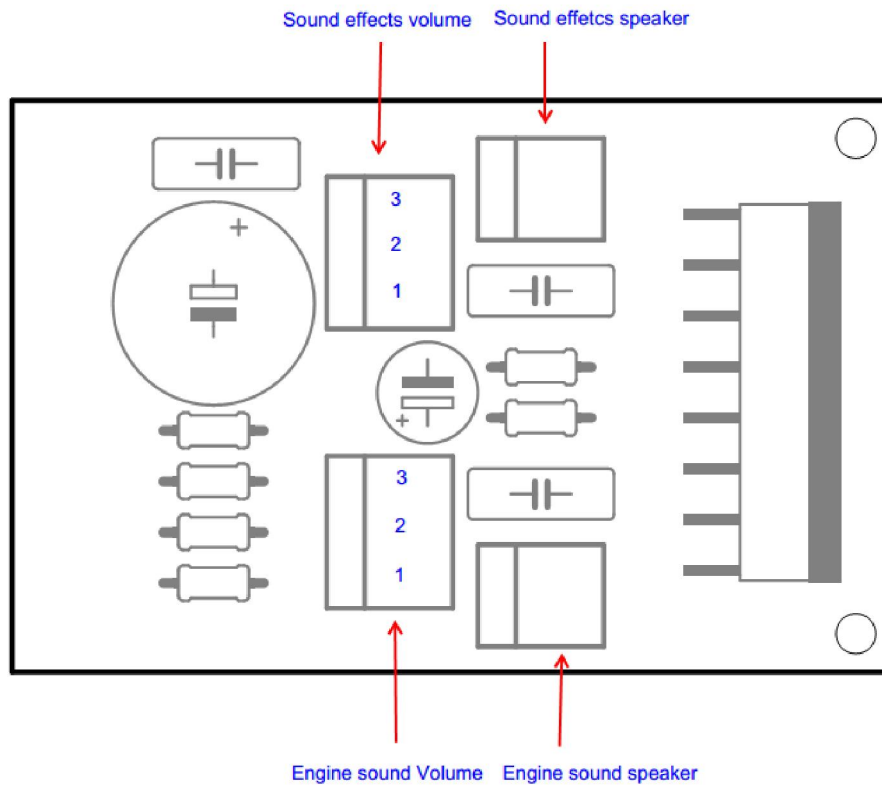 Sound effects volume
Sound effetcs speaker
3
2
1
3
2
1
Engine sound Volume
Engine sound speaker